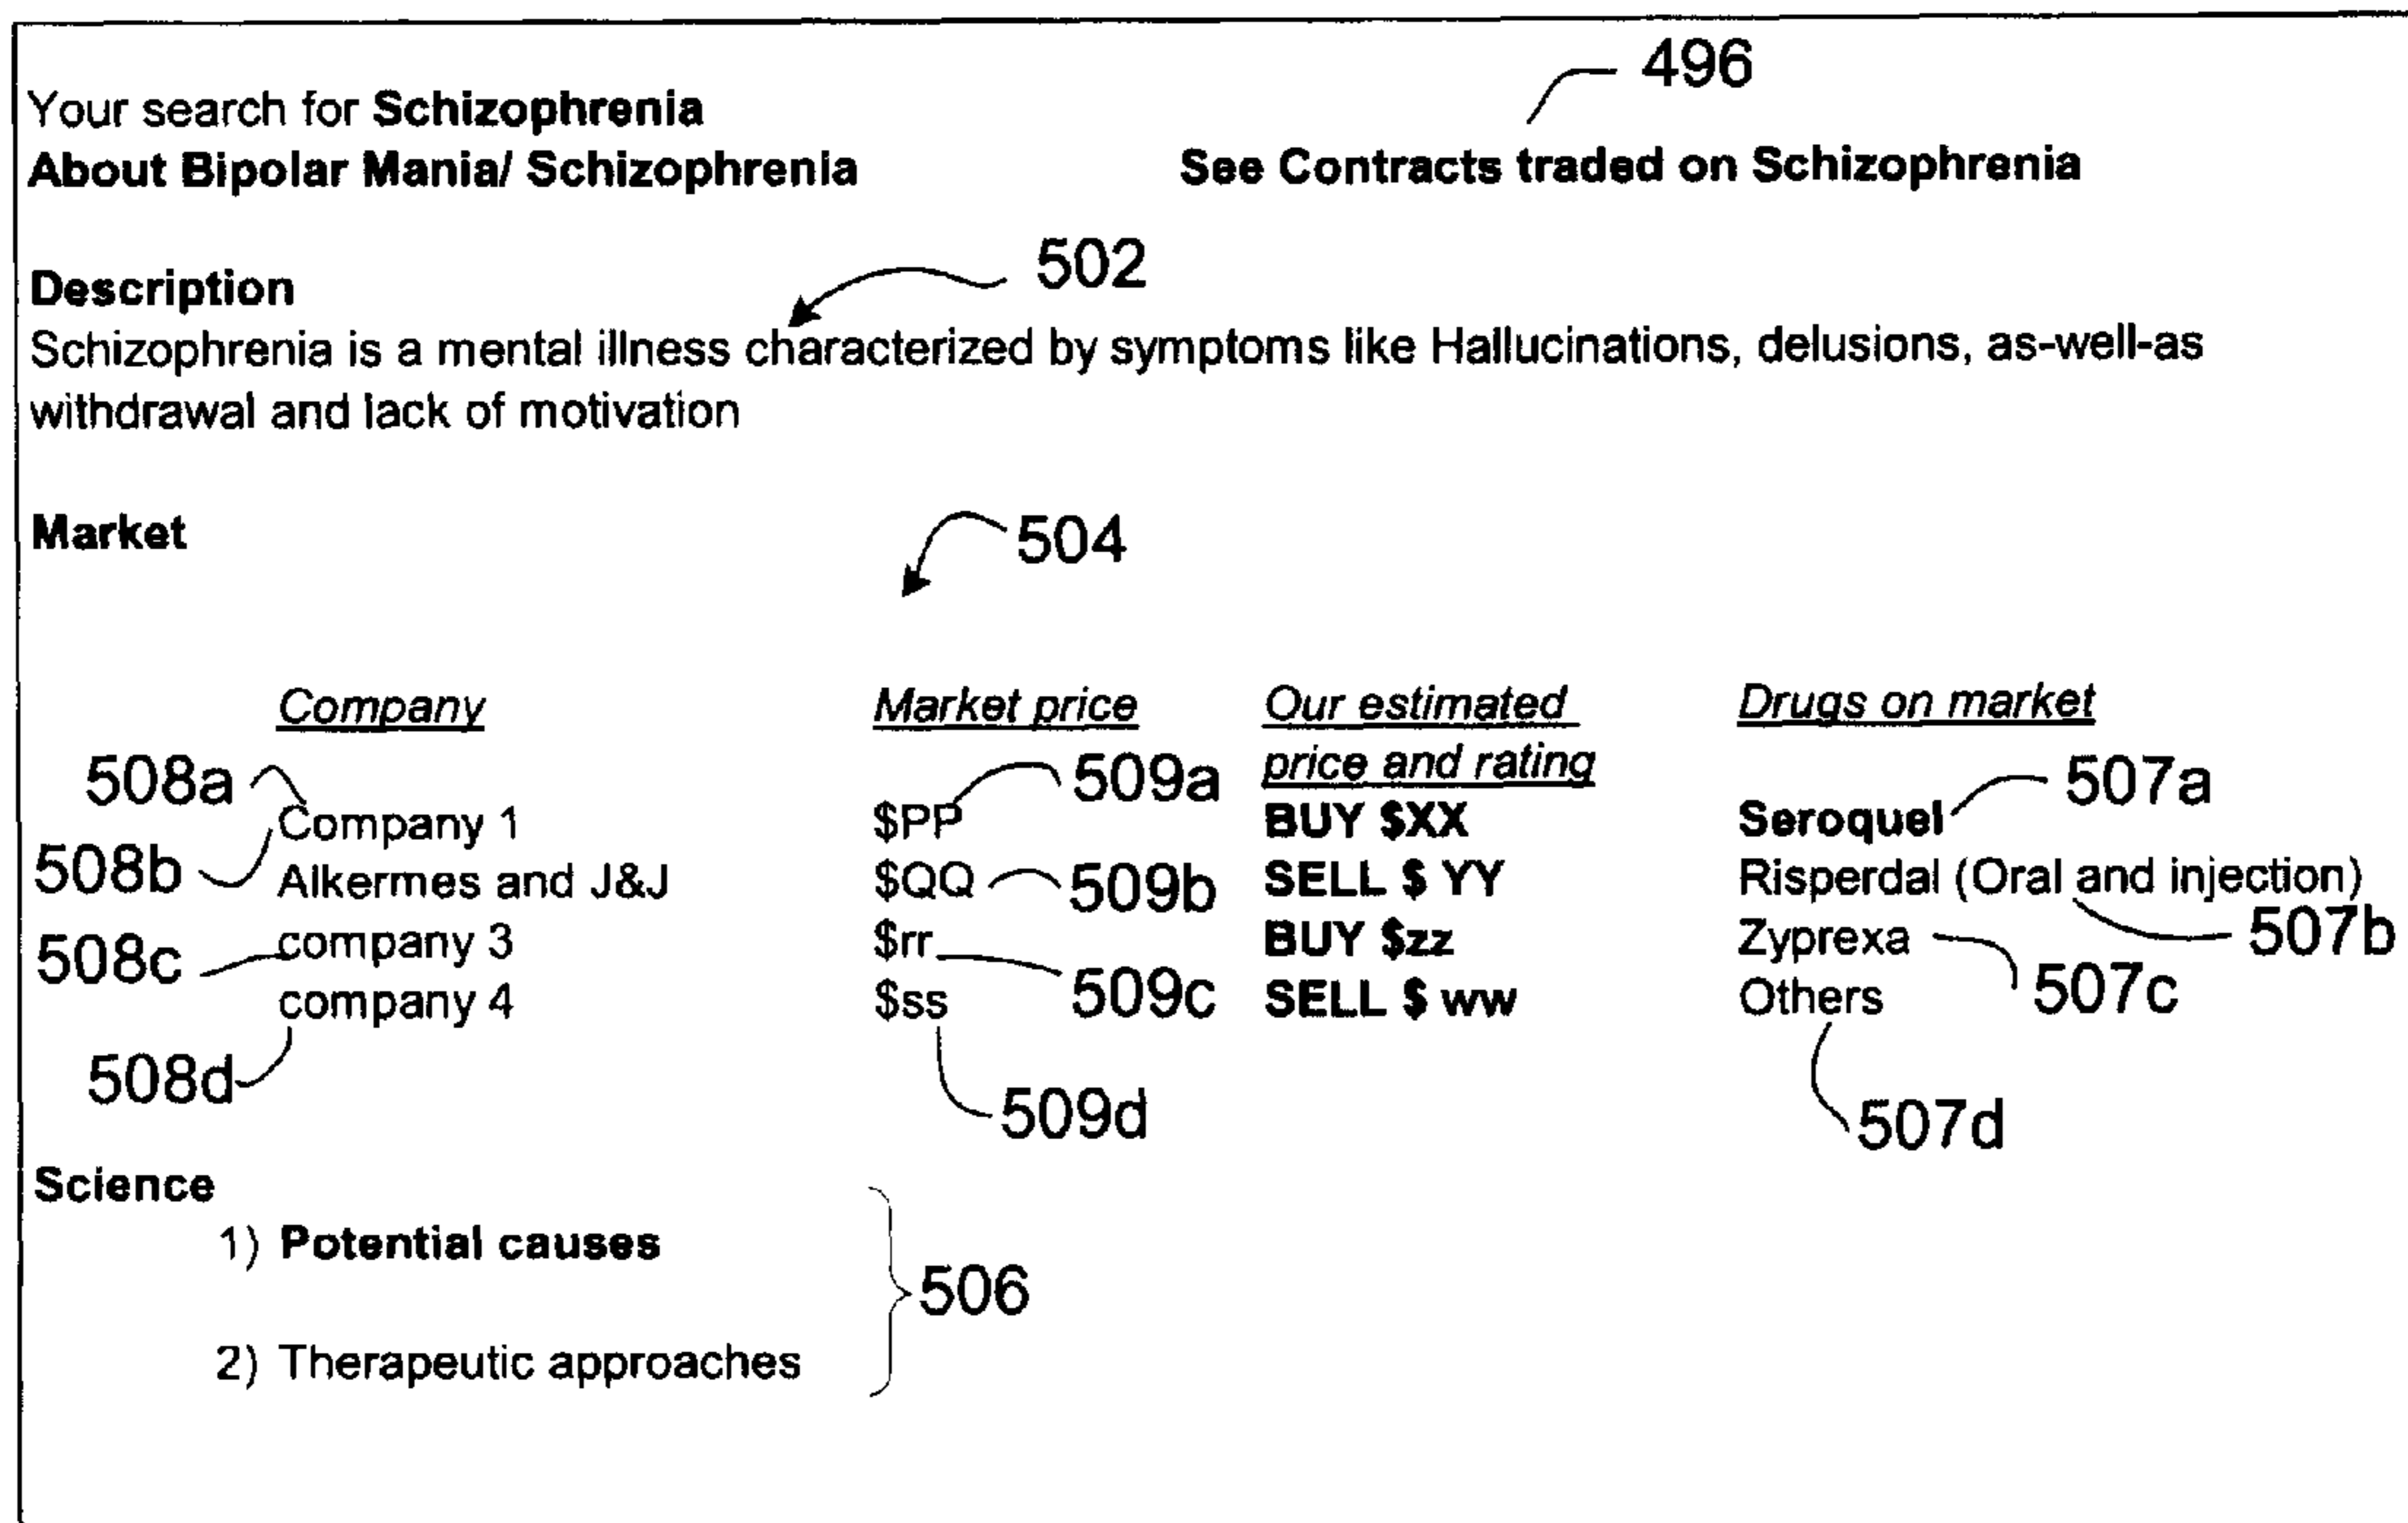 496
Your search for Schizophrenia
About Bipolar Mania/ Schizophrenia See Contracts traded on Schizophrenia
502
Description
Schizophrenia is a mental illness characterized by symptoms like Hallucinations, delusions, as-well-as
withdrawal and lack of motivation
Market 504
Company Market price Our estimated Drugs on market
508a 509a price and rating 507a
Company 1 $PP BUY $XX Seroquel
508b Alkermes and J&J $QQ 509b SELL $ YY Risperdal (Oral and injection)
508c company 3 $rr BUY $zz Zyprexa 507b
company 4 $ss 509c SELL $ ww Others 507c
508d 509d 507d
Science
1) Potential causes
506
2) Therapeutic approaches